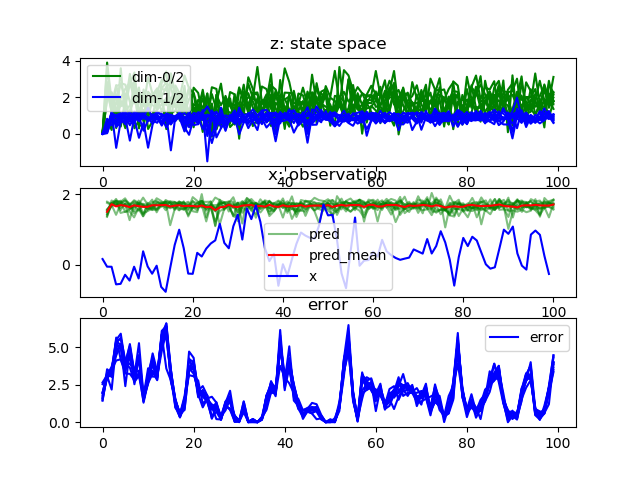 z: state space
4
2
0
dim-0/2
dim-1/2
0 20 40 60 80 100
x: observation
2
0
pred
pred_mean
x
0 20 40 60 80 100
error
5.0
2.5
0.0
error
0 20 40 60 80 100